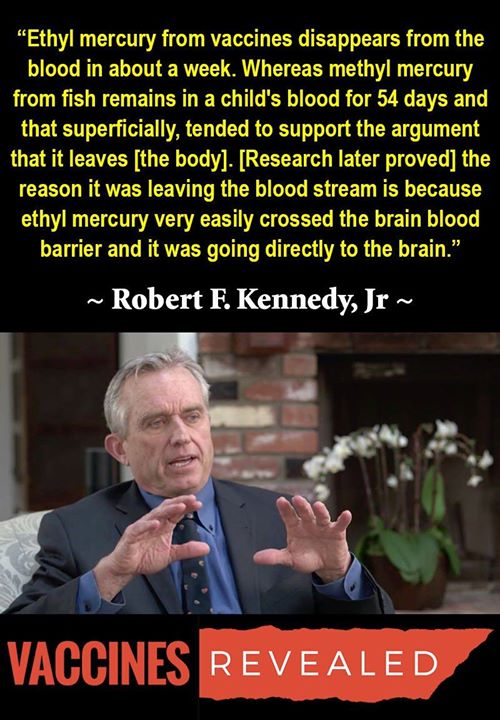 “Ethyl mercury from vaccines disappears from the
blood in about a week. Whereas methyl mercury
from fish remains in a child's blood for 54 days and
that superficially, tended to support the argument
that it leaves [the body]. [Research later proved] the
reason it was leaving the blood stream is because
ethyl mercury very easily crossed the brain blood
barrier and it was going directly to the brain.”
~ Robert F. Kennedy, Jr ~
VACCINES REVEALED